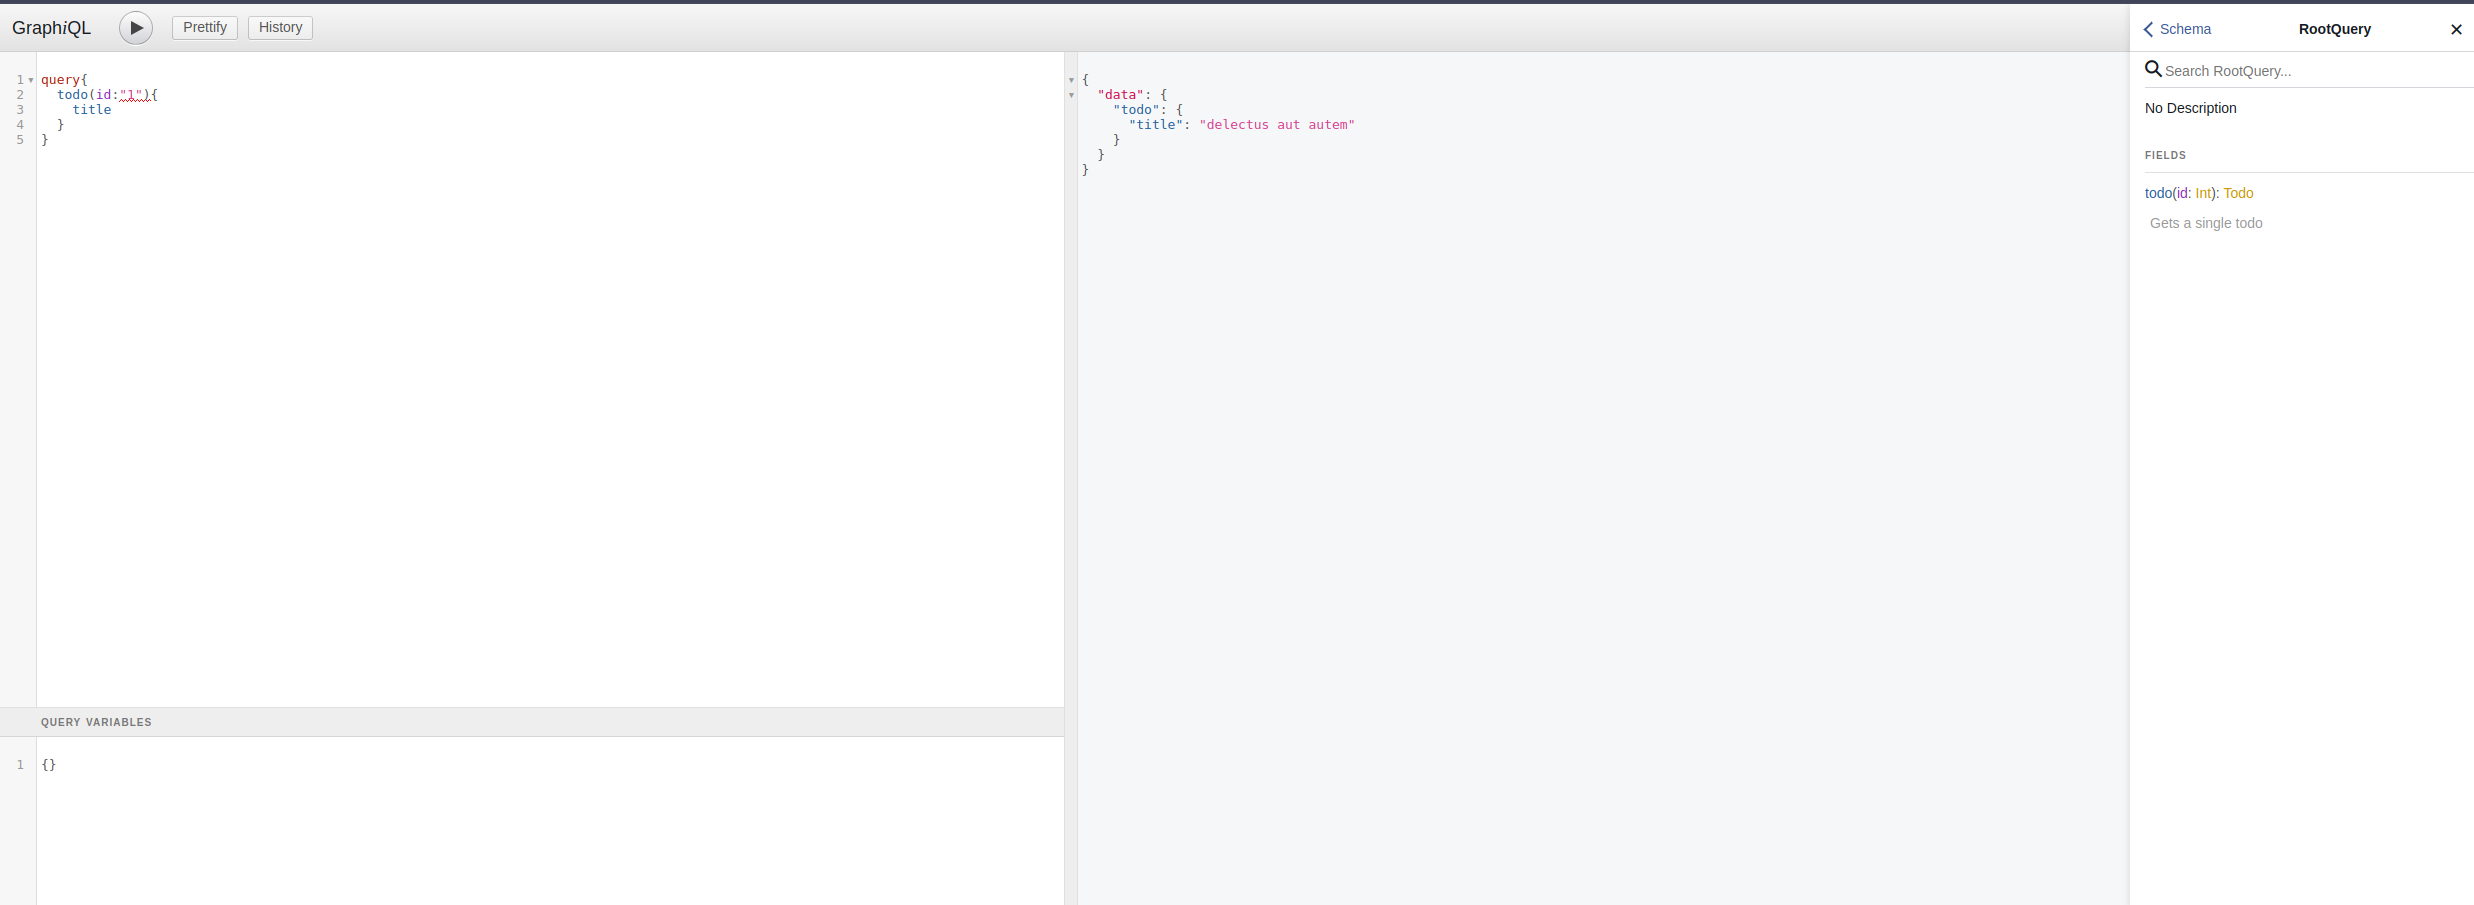 GraphiQL
Prettify
History
1 query{
2 todo(id:"1"){
3 title
4 }
5 }
QUERY VARIABLES
1 {}
{
"data": {
"todo": {
"title": "delectus aut autem"
}
}
}
Schema
RootQuery
✕
Search RootQuery...
No Description
FIELDS
todo(id: Int): Todo
Gets a single todo